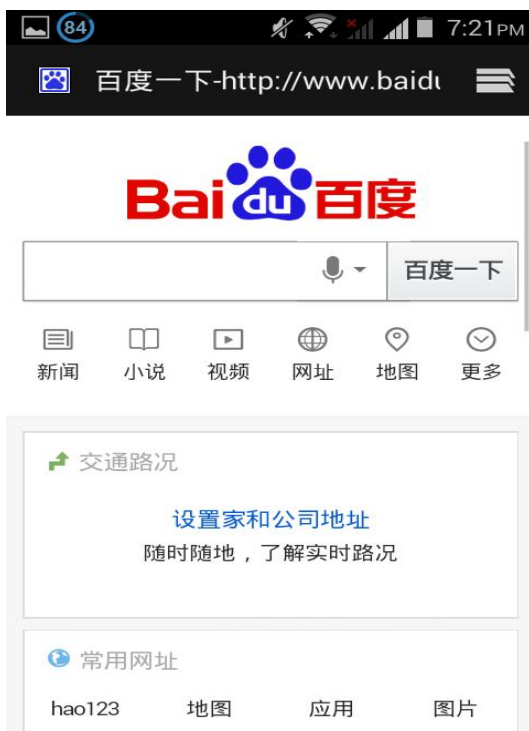 84 7:21PM
百度一下-http://www.baidu
Bai du 百度
百度一下
新闻 小说 视频 网址 地图 更多
交通路况
设置家和公司地址
随时随地，了解实时路况
常用网址
hao123 地图 应用 图片